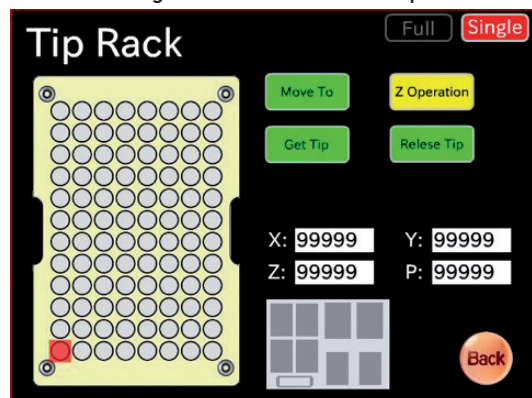 Tip Rack
Full Single
Move To Z Operation
Get Tip Relese Tip
X: 99999 Y: 99999
Z: 99999 P: 99999
Back